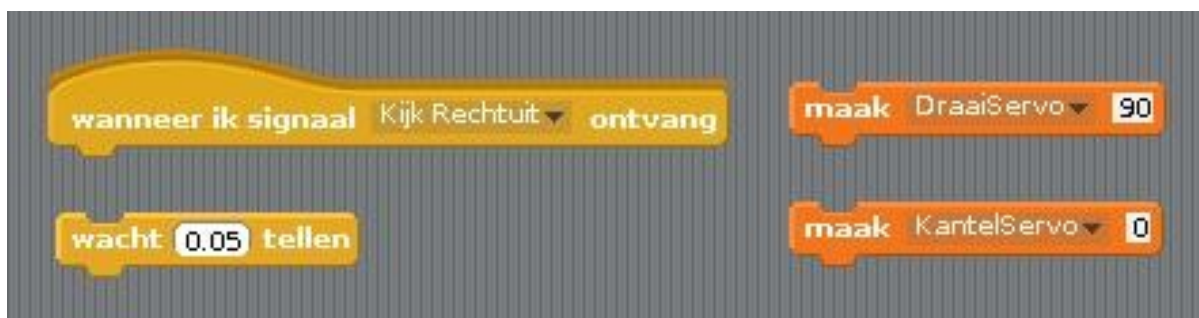 wanneer ik signaal Kijk Rechtuit ontvang
wacht 0.05 tellen
maak DraaiServo 90
maak KantelServo 0